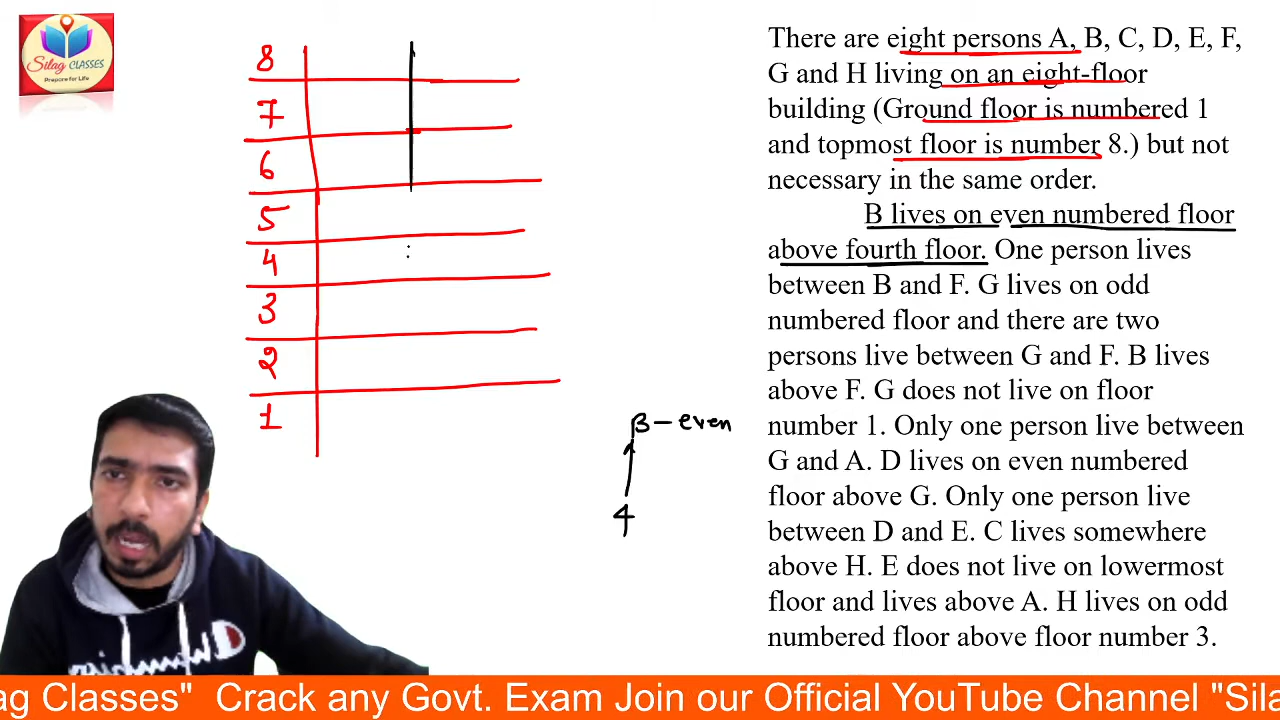 Silag CLASSES
Prepare for Life
8
7
6
5
4
3
2
1
B - even
4
There are eight persons A, B, C, D, E, F,
G and H living on an eight-floor
building (Ground floor is numbered 1
and topmost floor is number 8.) but not
necessary in the same order.
B lives on even numbered floor
above fourth floor. One person lives
between B and F. G lives on odd
numbered floor and there are two
persons live between G and F. B lives
above F. G does not live on floor
number 1. Only one person live between
G and A. D lives on even numbered
floor above G. Only one person live
between D and E. C lives somewhere
above H. E does not live on lowermost
floor and lives above A. H lives on odd
numbered floor above floor number 3.
ag Classes" Crack any Govt. Exam Join our Official YouTube Channel "Sila